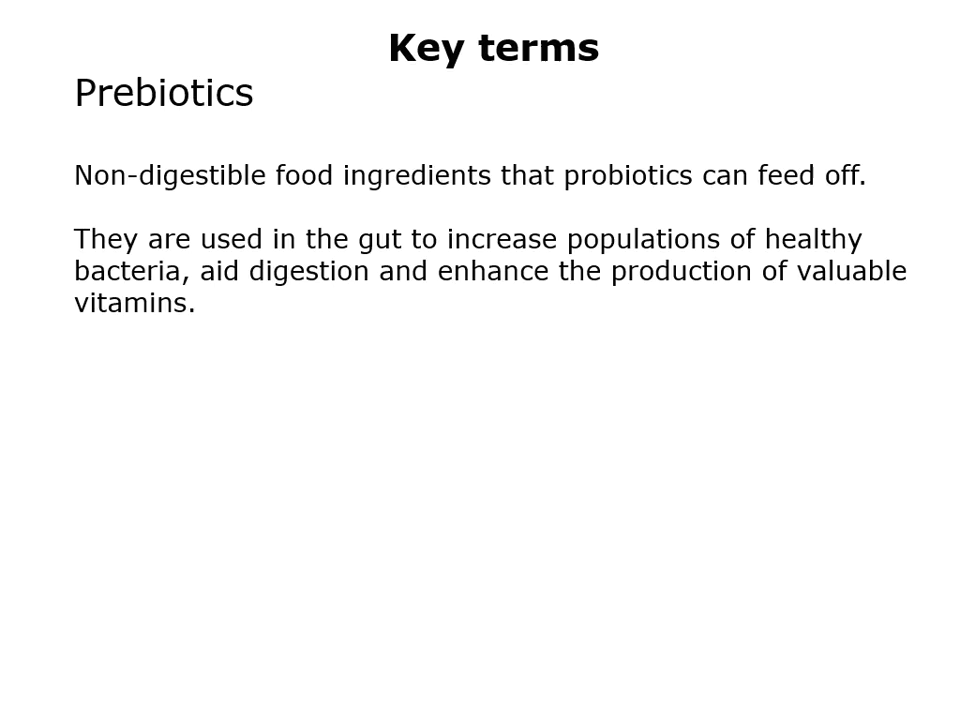 Key terms
Prebiotics
Non-digestible food ingredients that probiotics can feed off.
They are used in the gut to increase populations of healthy
bacteria, aid digestion and enhance the production of valuable
vitamins.